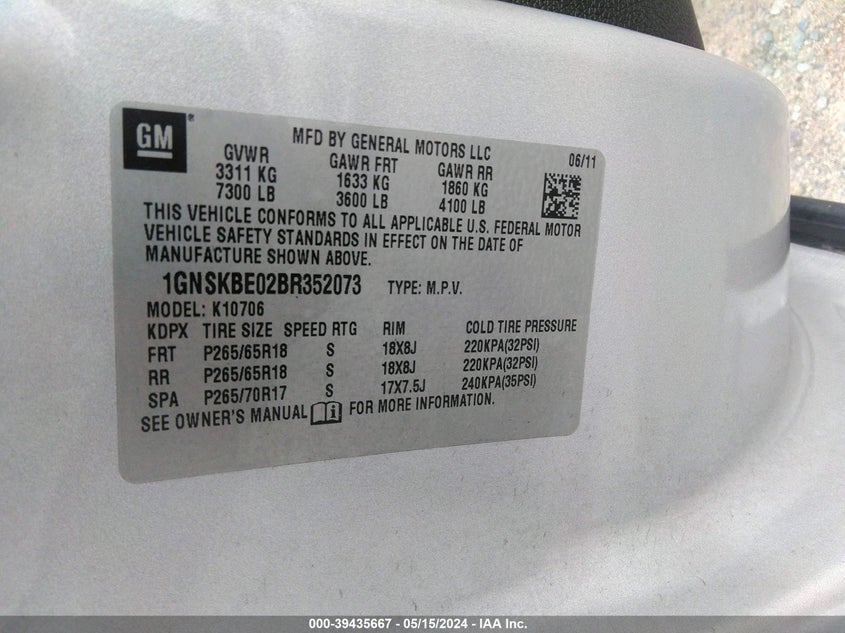 GM®
MFD BY GENERAL MOTORS LLC
06/11
GVWR GAWR FRT GAWR RR
3311 KG 1633 KG 1860 KG
7300 LB 3600 LB 4100 LB
THIS VEHICLE CONFORMS TO ALL APPLICABLE U.S. FEDERAL MOTOR
VEHICLE SAFETY STANDARDS IN EFFECT ON THE DATE OF
MANUFACTURE SHOWN ABOVE.
1GNSKBE02BR352073 TYPE: M.P.V.
MODEL: K10706
KDPX TIRE SIZE SPEED RTG RIM COLD TIRE PRESSURE
FRT P265/65R18 S 18X8J 220KPA(32PSI)
RR P265/65R18 S 18X8J 220KPA(32PSI)
SPA P265/70R17 S 17X7.5J 240KPA(35PSI)
SEE OWNER'S MANUAL i FOR MORE INFORMATION.
000-39435667 - 05/15/2024 - IAA Inc.